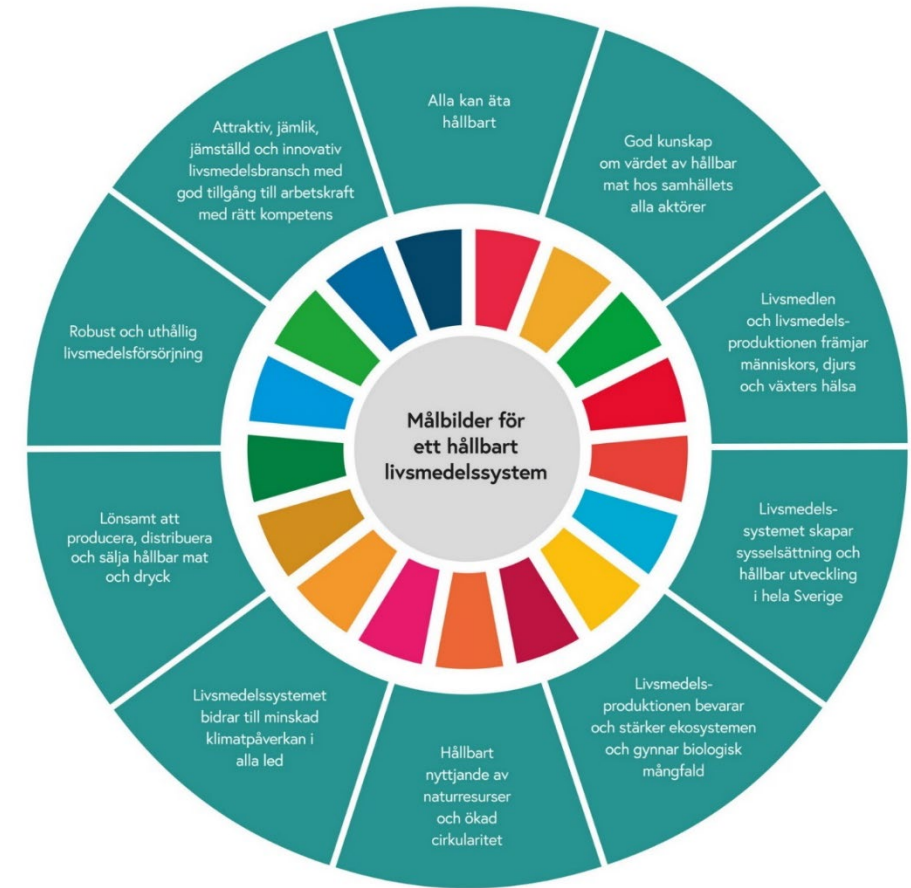 Alla kan äta
hållbart
God kunskap
om värdet av hållbar
mat hos samhällets
alla aktörer
Livsmedlen
och livsmedels-
produktionen främjar
människors, djurs
och växters hälsa
Livsmedels-
systemet skapar
sysselsättning och
hållbar utveckling
i hela Sverige
Livsmedels-
produktionen bevarar
och stärker ekosystemen
och gynnar biologisk
mångfald
Hållbart
nyttjande av
naturresurser
och ökad
cirkularitet
Livsmedelssystemet
bidrar till minskad
klimatpåverkan i
alla led
Lönsamt att
producera, distribuera
och sälja hållbar mat
och dryck
Robust och uthållig
livsmedelsförsörjning
Attraktiv, jämlik,
jämställd och innovativ
livsmedelsbransch med
god tillgång till arbetskraft
med rätt kompetens
Målbilder för
ett hållbart
livsmedelssystem